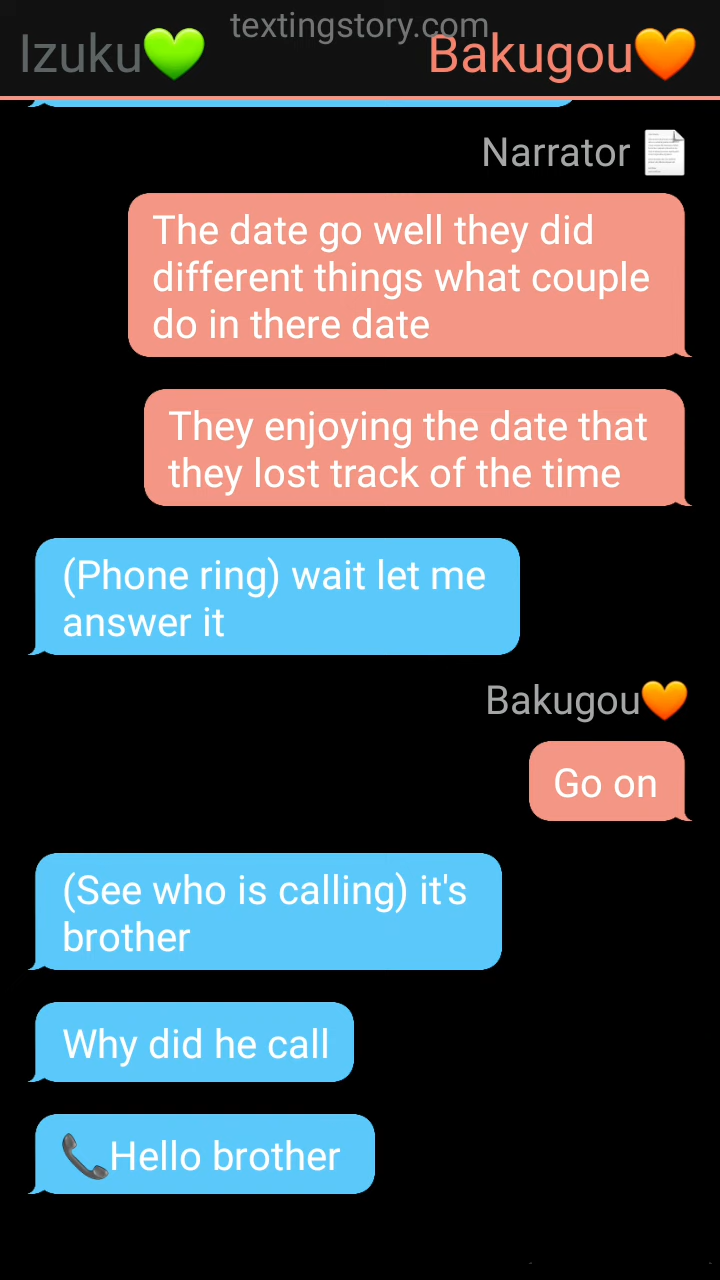 textingstory.com
Izuku💚 Bakugou🧡
Narrator 📄
The date go well they did
different things what couple
do in there date
They enjoying the date that
they lost track of the time
(Phone ring) wait let me
answer it
Bakugou🧡
Go on
(See who is calling) it's
brother
Why did he call
📞Hello brother